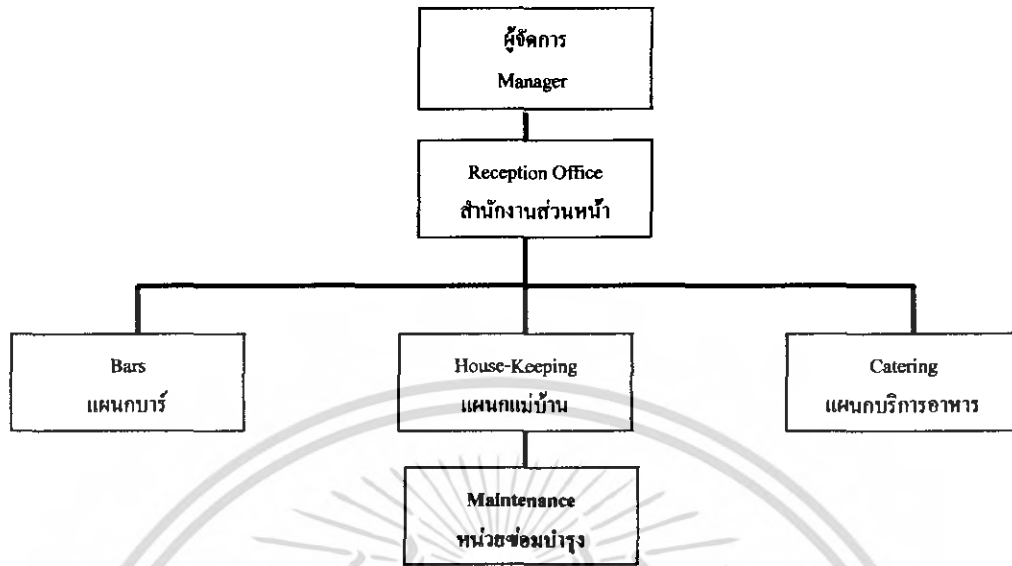 ผู้จัดการ
Manager
Reception Office
สำนักงานส่วนหน้า
Bars
แผนกบาร์
House-Keeping
แผนกแม่บ้าน
Catering
แผนกบริการอาหาร
Maintenance
หน่วยซ่อมบำรุง